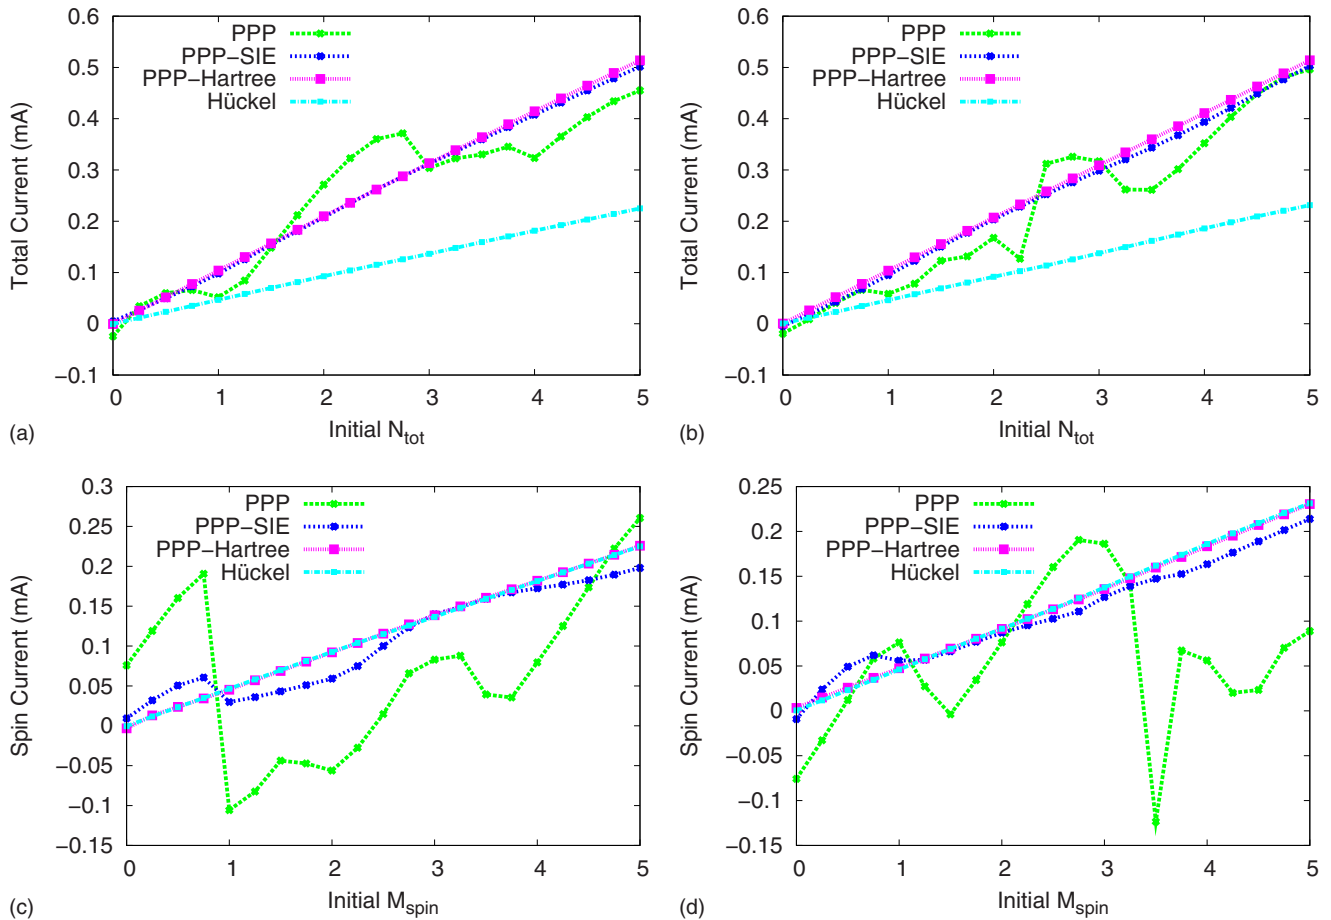 0.6
0.5
0.4
0.3
0.2
0.1
0
−0.1
Total Current (mA)
PPP
PPP−SIE
PPP−Hartree
Hückel
0 1 2 3 4 5
(a) Initial N_tot
0.6
0.5
0.4
0.3
0.2
0.1
0
−0.1
Total Current (mA)
PPP
PPP−SIE
PPP−Hartree
Hückel
0 1 2 3 4 5
(b) Initial N_tot
0.3
0.25
0.2
0.15
0.1
0.05
0
−0.05
−0.1
−0.15
Spin Current (mA)
PPP
PPP−SIE
PPP−Hartree
Hückel
0 1 2 3 4 5
(c) Initial M_spin
0.25
0.2
0.15
0.1
0.05
0
−0.05
−0.1
−0.15
Spin Current (mA)
PPP
PPP−SIE
PPP−Hartree
Hückel
0 1 2 3 4 5
(d) Initial M_spin